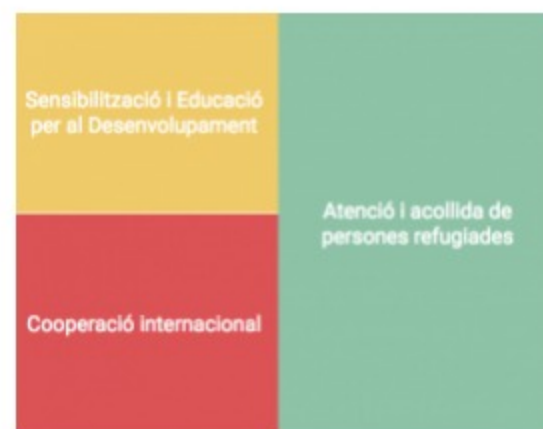 Sensibilització i Educació
per al Desenvolupament
Atenció i acollida de
persones refugiades
Cooperació internacional